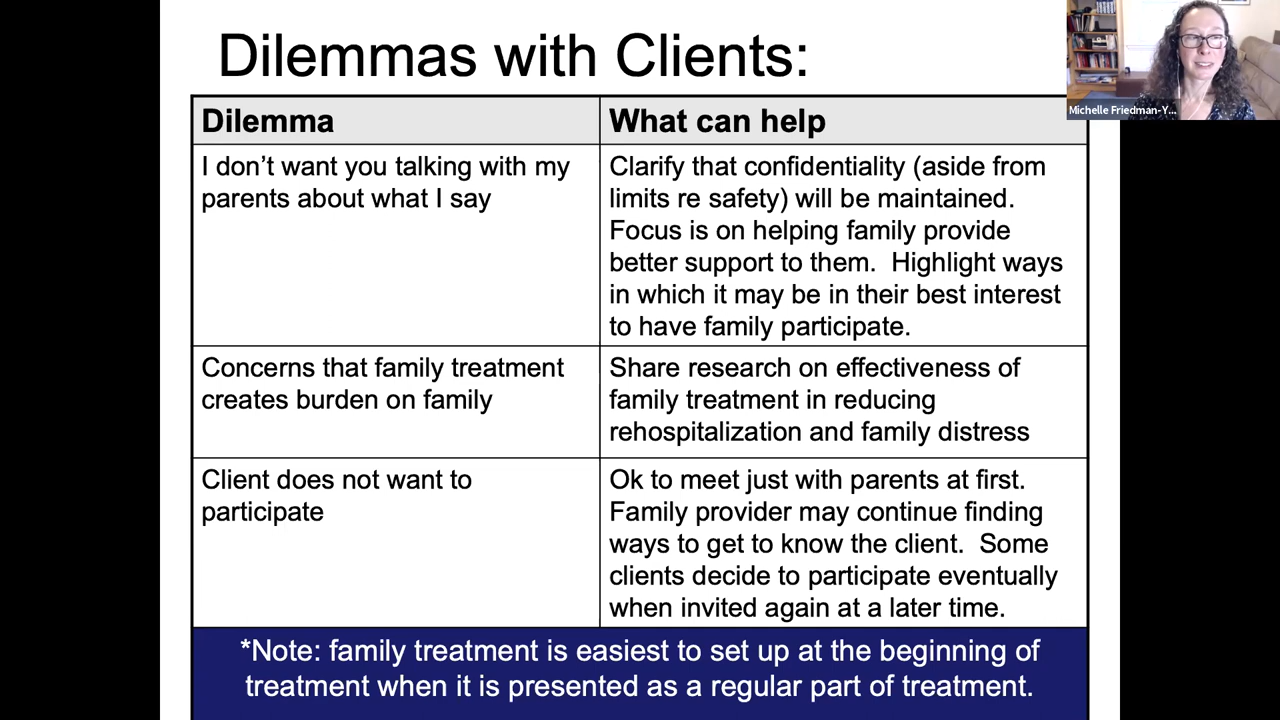 Dilemmas with Clients:
Michelle Friedman-Y...
Dilemma
What can help
I don’t want you talking with my
parents about what I say
Clarify that confidentiality (aside from
limits re safety) will be maintained.
Focus is on helping family provide
better support to them.  Highlight ways
in which it may be in their best interest
to have family participate.
Concerns that family treatment
creates burden on family
Share research on effectiveness of
family treatment in reducing
rehospitalization and family distress
Client does not want to
participate
Ok to meet just with parents at first.
Family provider may continue finding
ways to get to know the client.  Some
clients decide to participate eventually
when invited again at a later time.
*Note: family treatment is easiest to set up at the beginning of
treatment when it is presented as a regular part of treatment.